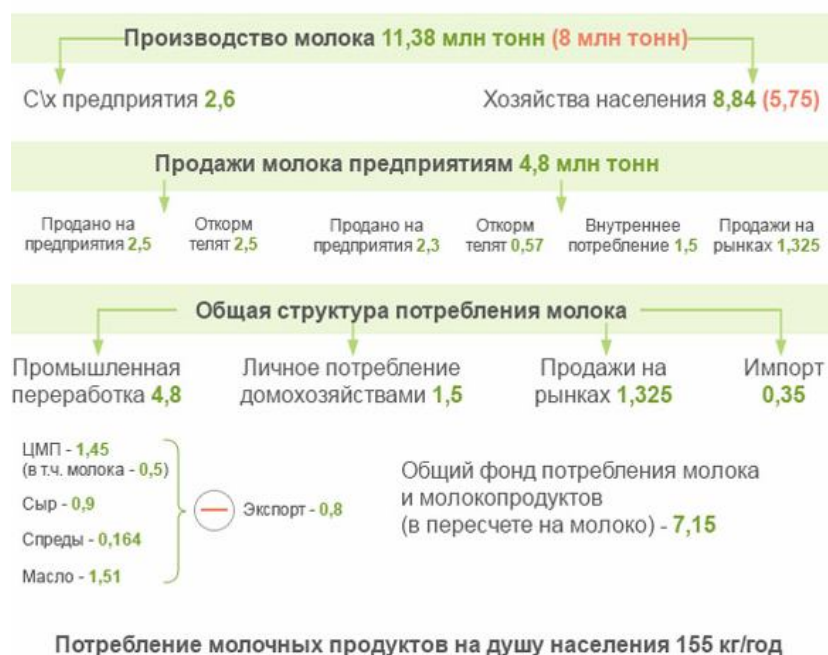 Производство молока 11,38 млн тонн (8 млн тонн)
С\х предприятия 2,6
Хозяйства населения 8,84 (5,75)
Продажи молока предприятиям 4,8 млн тонн
Продано на
предприятия 2,5
Откорм
телят 2,5
Продано на
предприятия 2,3
Откорм
телят 0,57
Внутреннее
потребление 1,5
Продажи на
рынках 1,325
Общая структура потребления молока
Промышленная
переработка 4,8
Личное потребление
домохозяйствами 1,5
Продажи на
рынках 1,325
Импорт
0,35
ЦМП - 1,45
(в т.ч. молока - 0,5)
Сыр - 0,9
Спреды - 0,164
Масло - 1,51
Экспорт - 0,8
Общий фонд потребления молока
и молокопродуктов
(в пересчете на молоко) - 7,15
Потребление молочных продуктов на душу населения 155 кг/год